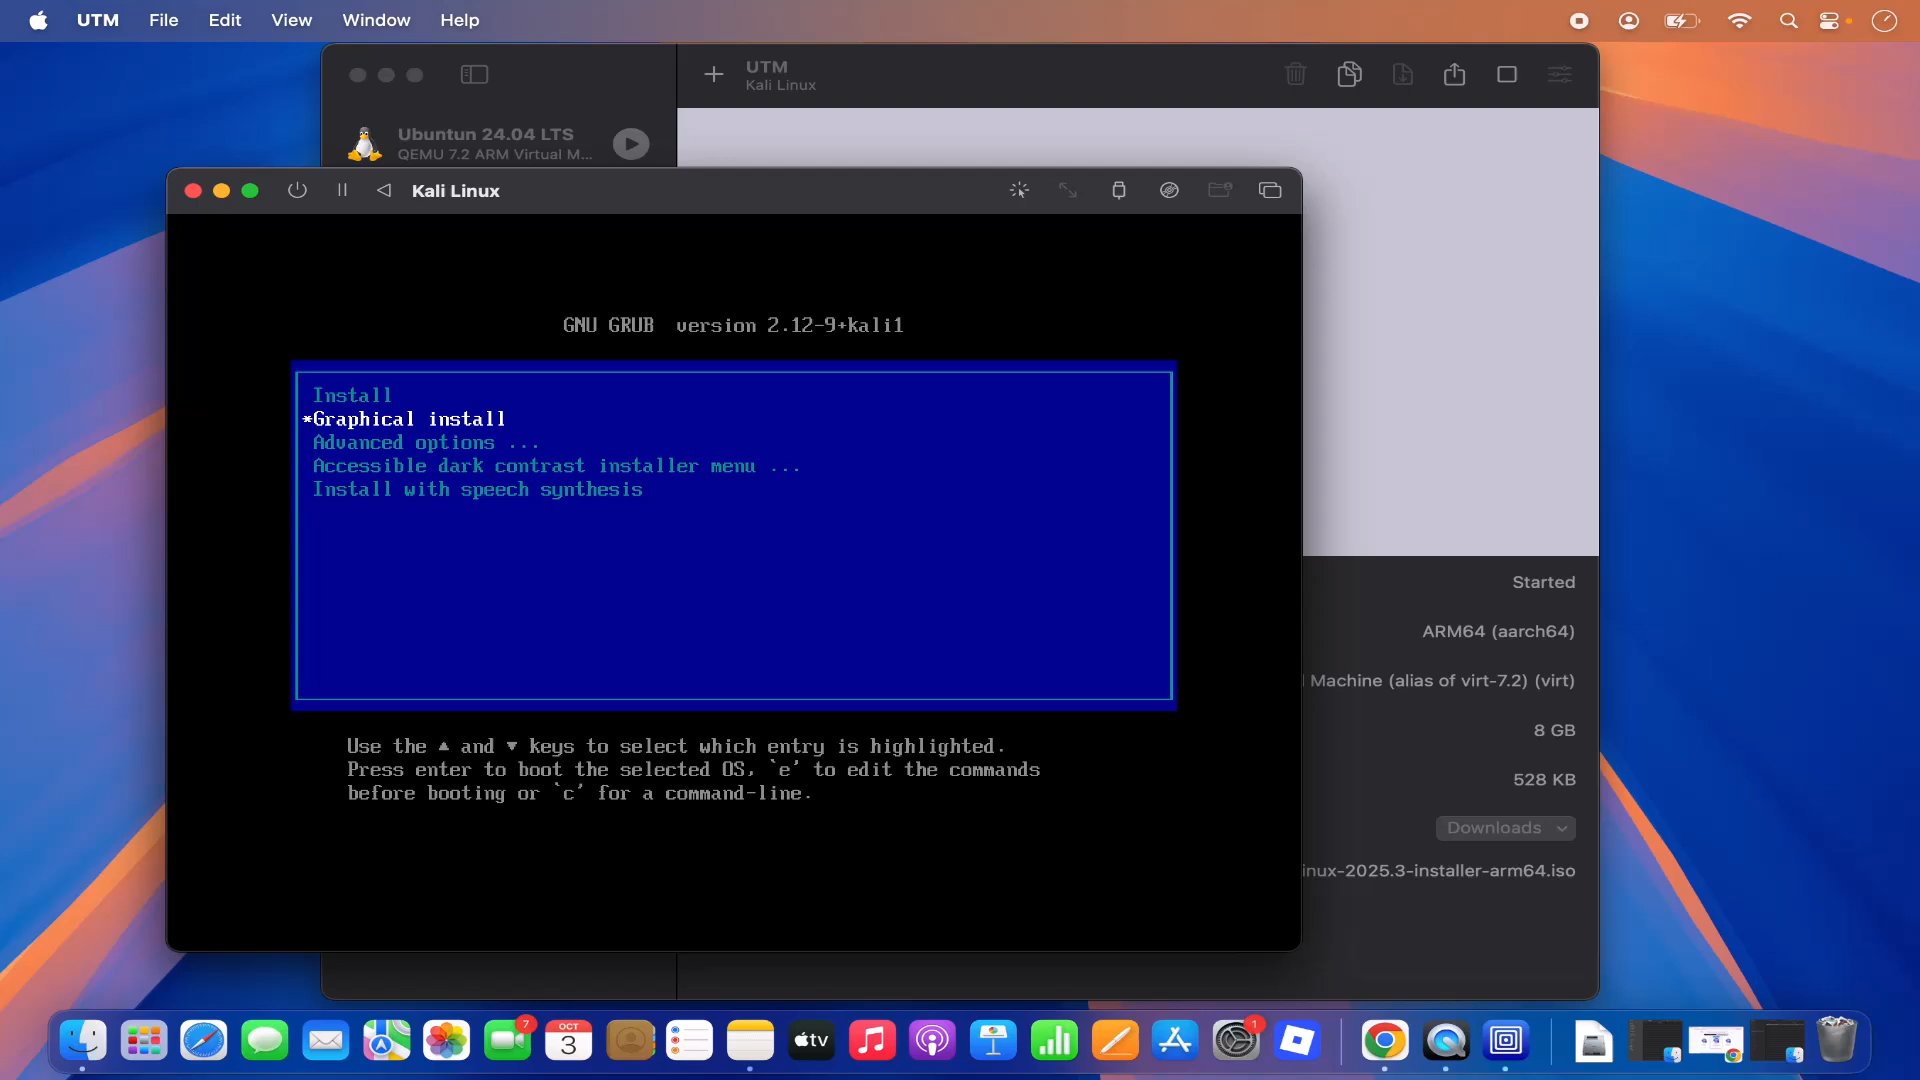 UTM File Edit View Window Help
UTM
Kali Linux
Ubuntun 24.04 LTS
QEMU 7.2 ARM Virtual M...
Kali Linux
GNU GRUB version 2.12-9+kali1
Install
*Graphical install
Advanced options ...
Accessible dark contrast installer menu ...
Install with speech synthesis
Use the ▲ and ▼ keys to select which entry is highlighted.
Press enter to boot the selected OS, `e' to edit the commands
before booting or `c' for a command-line.
Started
ARM64 (aarch64)
Machine (alias of virt-7.2) (virt)
8 GB
528 KB
Downloads
inux-2025.3-installer-arm64.iso
7
OCT
3
tv
1